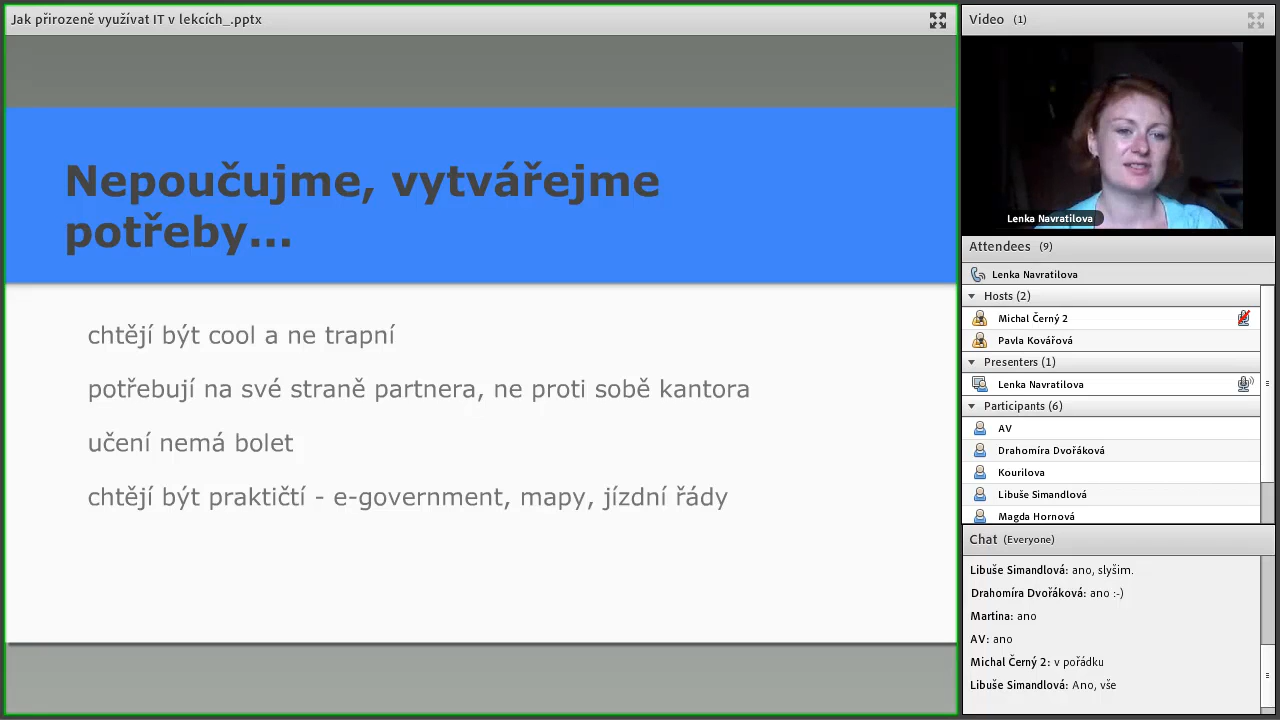 Jak přirozeně využívat IT v lekcích_.pptx
Nepoučujme, vytvářejme
potřeby...
chtějí být cool a ne trapní
potřebují na své straně partnera, ne proti sobě kantora
učení nemá bolet
chtějí být praktičtí - e-government, mapy, jízdní řády
Video (1)
Lenka Navratilova
Attendees (9)
Lenka Navratilova
Hosts (2)
Michal Černý 2
Pavla Kovářová
Presenters (1)
Lenka Navratilova
Participants (6)
AV
Drahomíra Dvořáková
Kourilova
Libuše Simandlová
Magda Hornová
Chat (Everyone)
Libuše Simandlová: ano, slyšim.
Drahomíra Dvořáková: ano :-)
Martina: ano
AV: ano
Michal Černý 2: v pořádku
Libuše Simandlová: Ano, vše